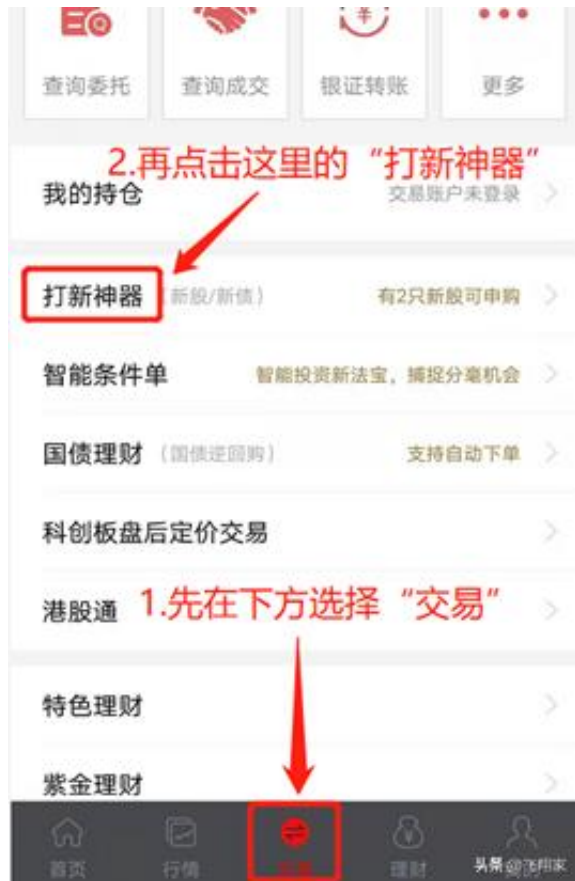 查询委托 查询成交 银证转账 更多
2.再点击这里的“打新神器”
我的持仓 交易账户未登录
打新神器 (新股/新债) 有2只新股可申购
智能条件单 智能投资新法宝，捕捉分毫机会
国债理财 (国债逆回购) 支持自动下单
科创板盘后定价交易
港股通
1.先在下方选择“交易”
特色理财
紫金理财
首页 行情 交易 理财
头条@飞翔家